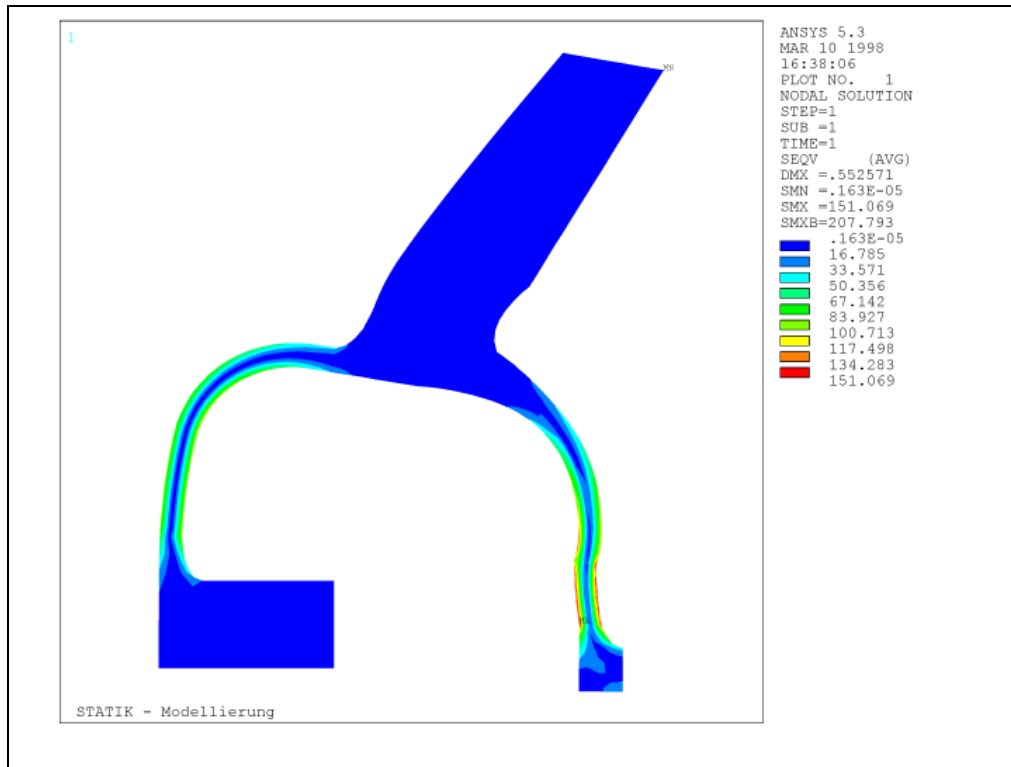 1
ANSYS 5.3
MAR 10 1998
16:38:06
PLOT NO.   1
NODAL SOLUTION
STEP=1
SUB =1
TIME=1
SEQV     (AVG)
DMX =.552571
SMN =.163E-05
SMX =151.069
SMXB=207.793
.163E-05
16.785
33.571
50.356
67.142
83.927
100.713
117.498
134.283
151.069
MN
STATIK - Modellierung